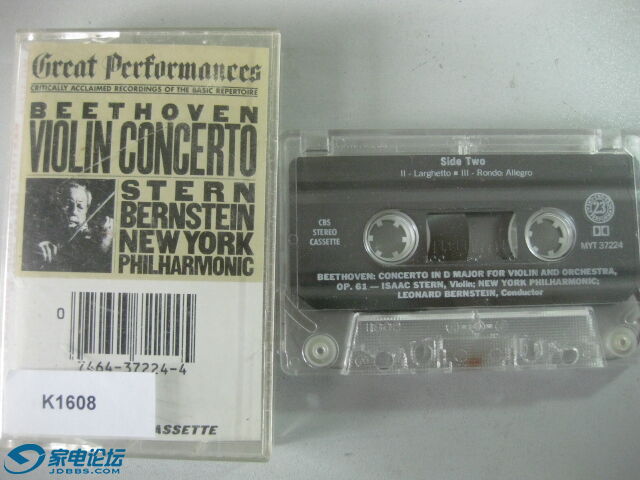 Great Performances
CRITICALLY ACCLAIMED RECORDINGS OF THE BASIC REPERTOIRE
BEETHOVEN
VIOLIN CONCERTO
STERN
BERNSTEIN
NEW YORK
PHILHARMONIC
0
7464-37224-4
K1608
ASSETTE
家电论坛
JDBBS.COM
Side Two
II - Larghetto ■ III - Rondo: Allegro
CBS
STEREO
CASSETTE
23
MYT 37224
BEETHOVEN: CONCERTO IN D MAJOR FOR VIOLIN AND ORCHESTRA,
OP. 61 — ISAAC STERN, Violin; NEW YORK PHILHARMONIC;
LEONARD BERNSTEIN, Conductor